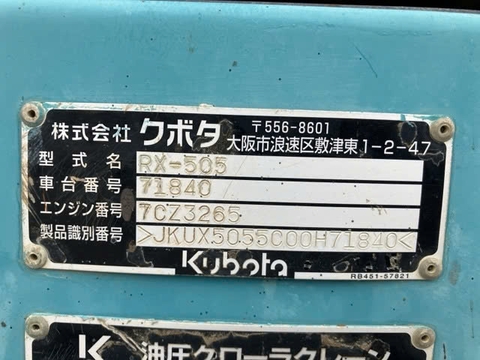 株式会社 クボタ 〒556-8601
大阪市浪速区敷津東1-2-47
型式名 RX-505
車台番号 71840
エンジン番号 7CZ3265
製品識別番号 >JKUX5055C00H71840<
Kubota
RB451-57821
K 油圧クローラクレーン